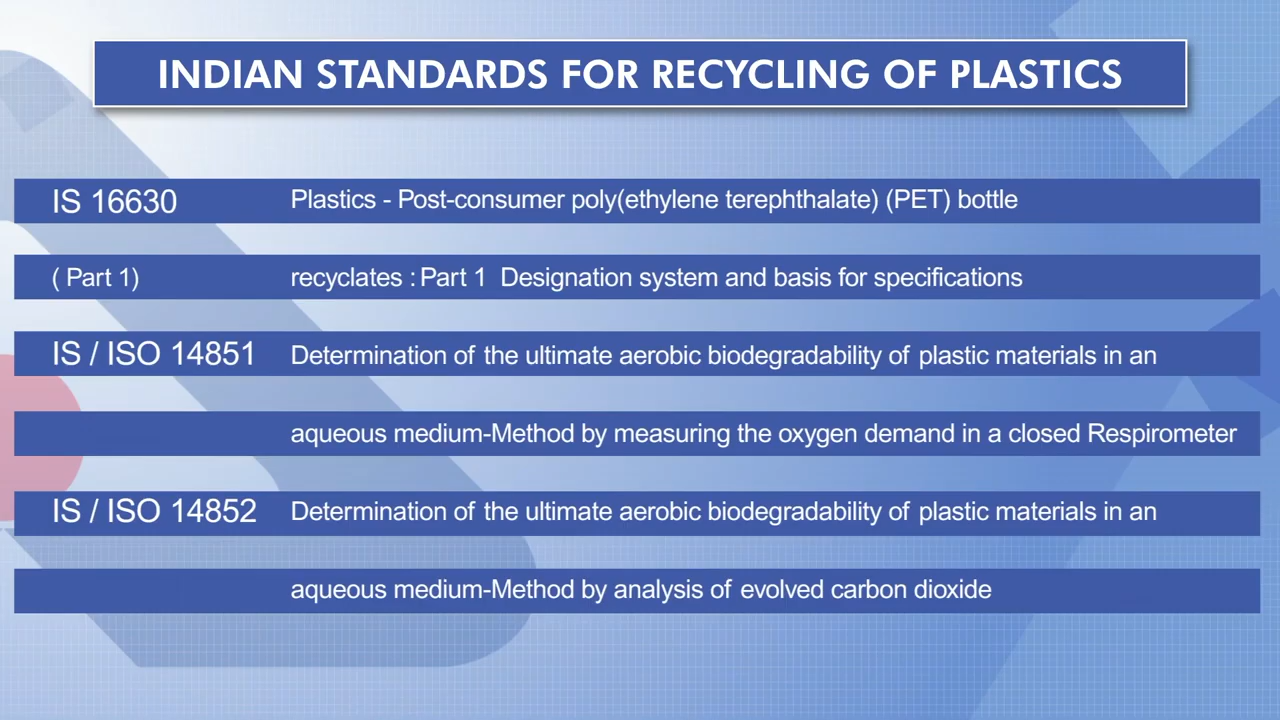 INDIAN STANDARDS FOR RECYCLING OF PLASTICS
IS 16630 Plastics - Post-consumer poly(ethylene terephthalate) (PET) bottle
( Part 1) recyclates : Part 1 Designation system and basis for specifications
IS / ISO 14851 Determination of the ultimate aerobic biodegradability of plastic materials in an
aqueous medium-Method by measuring the oxygen demand in a closed Respirometer
IS / ISO 14852 Determination of the ultimate aerobic biodegradability of plastic materials in an
aqueous medium-Method by analysis of evolved carbon dioxide